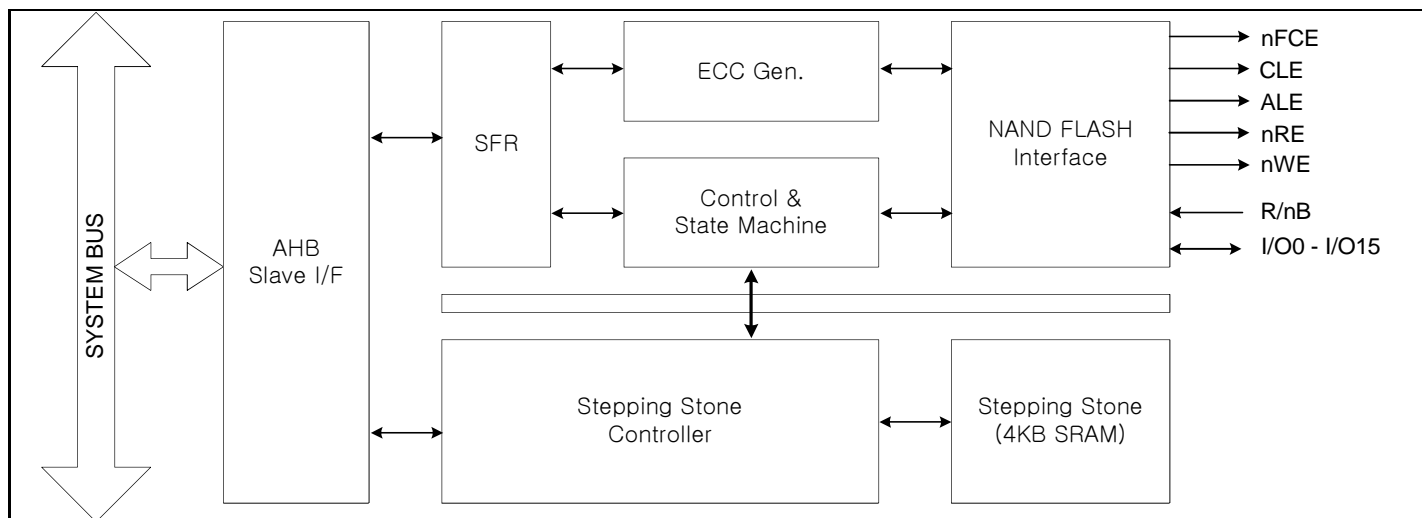 SYSTEM BUS
AHB
Slave I/F
SFR
ECC Gen.
Control &
State Machine
NAND FLASH
Interface
nFCE
CLE
ALE
nRE
nWE
R/nB
I/O0 - I/O15
Stepping Stone
Controller
Stepping Stone
(4KB SRAM)